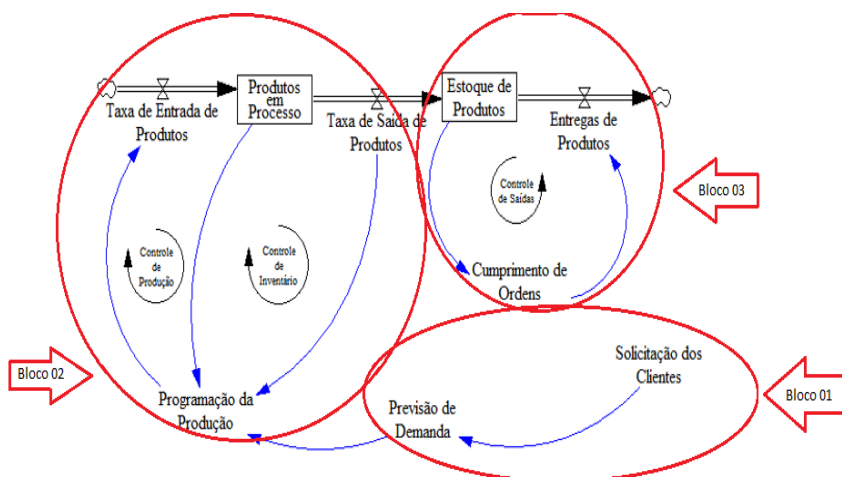 Produtos
em
Processo
Estoque de
Produtos
Taxa de Entrada de
Produtos
Taxa de Saída de
Produtos
Entregas de
Produtos
Bloco 03
Controle
de Saídas
Controle
de
Produção
Controle
de
Inventário
Cumprimento de
Ordens
Solicitação dos
Clientes
Bloco 02
Bloco 01
Programação da
Produção
Previsão de
Demanda